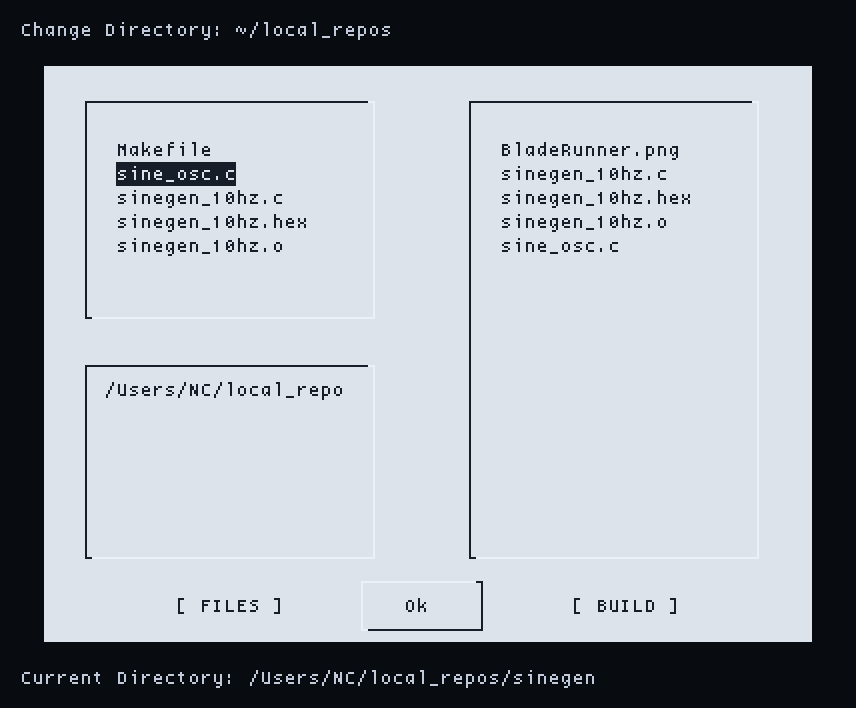 Change Directory: ~/local_repos
Makefile
sine_osc.c
sinegen_10hz.c
sinegen_10hz.hex
sinegen_10hz.o
BladeRunner.png
sinegen_10hz.c
sinegen_10hz.hex
sinegen_10hz.o
sine_osc.c
/Users/NC/local_repo
[ FILES ]
Ok
[ BUILD ]
Current Directory: /Users/NC/local_repos/sinegen